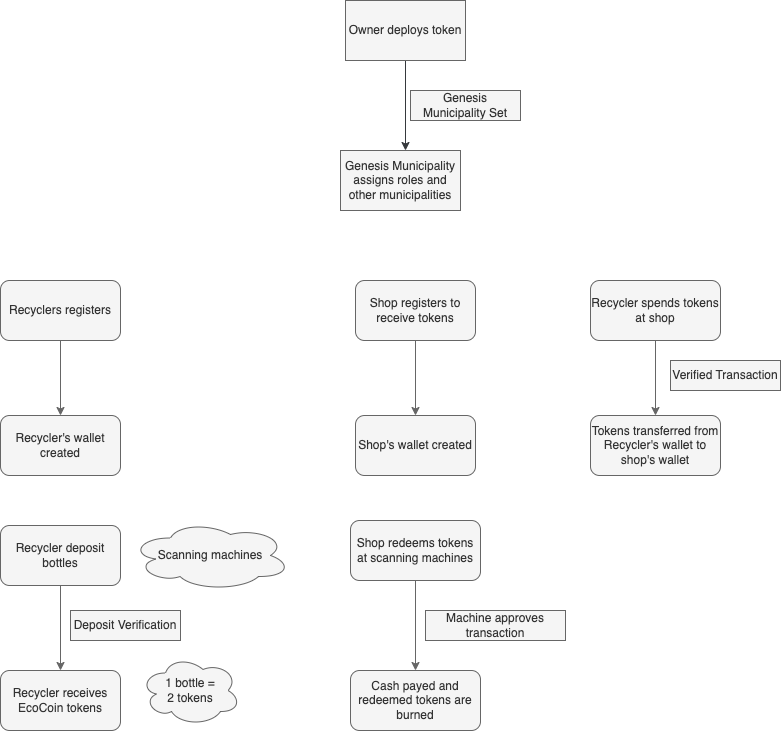 Owner deploys token
Genesis
Municipality Set
Genesis Municipality
assigns roles and
other municipalities
Recyclers registers
Shop registers to
receive tokens
Recycler spends tokens
at shop
Verified Transaction
Recycler's wallet
created
Shop's wallet created
Tokens transferred from
Recycler's wallet to
shop's wallet
Recycler deposit
bottles
Scanning machines
Shop redeems tokens
at scanning machines
Deposit Verification
Machine approves
transaction
Recycler receives
EcoCoin tokens
1 bottle =
2 tokens
Cash payed and
redeemed tokens are
burned